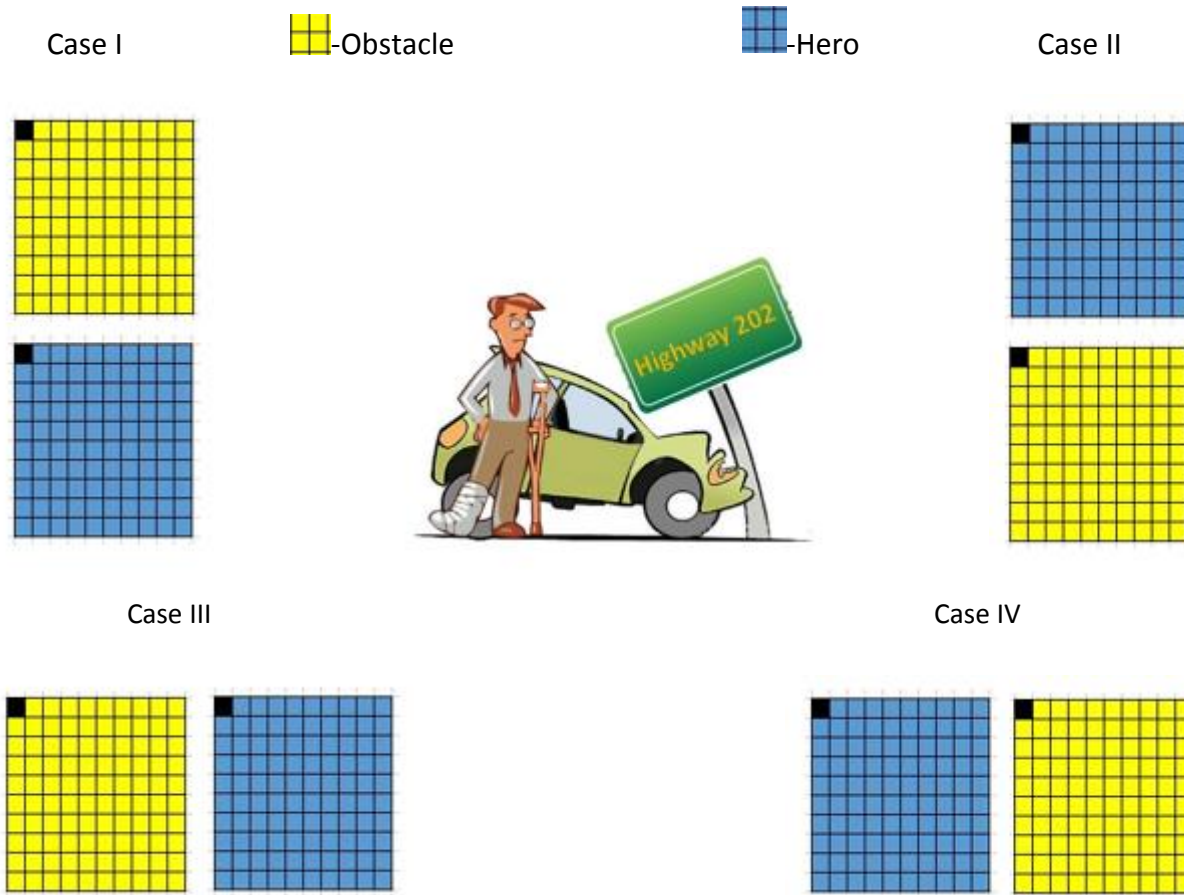 Case I
-Obstacle
-Hero
Case II
Highway 202
Case III
Case IV